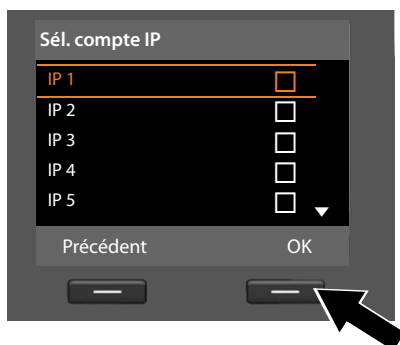 Sél. compte IP
IP 1
IP 2
IP 3
IP 4
IP 5
Précédent OK